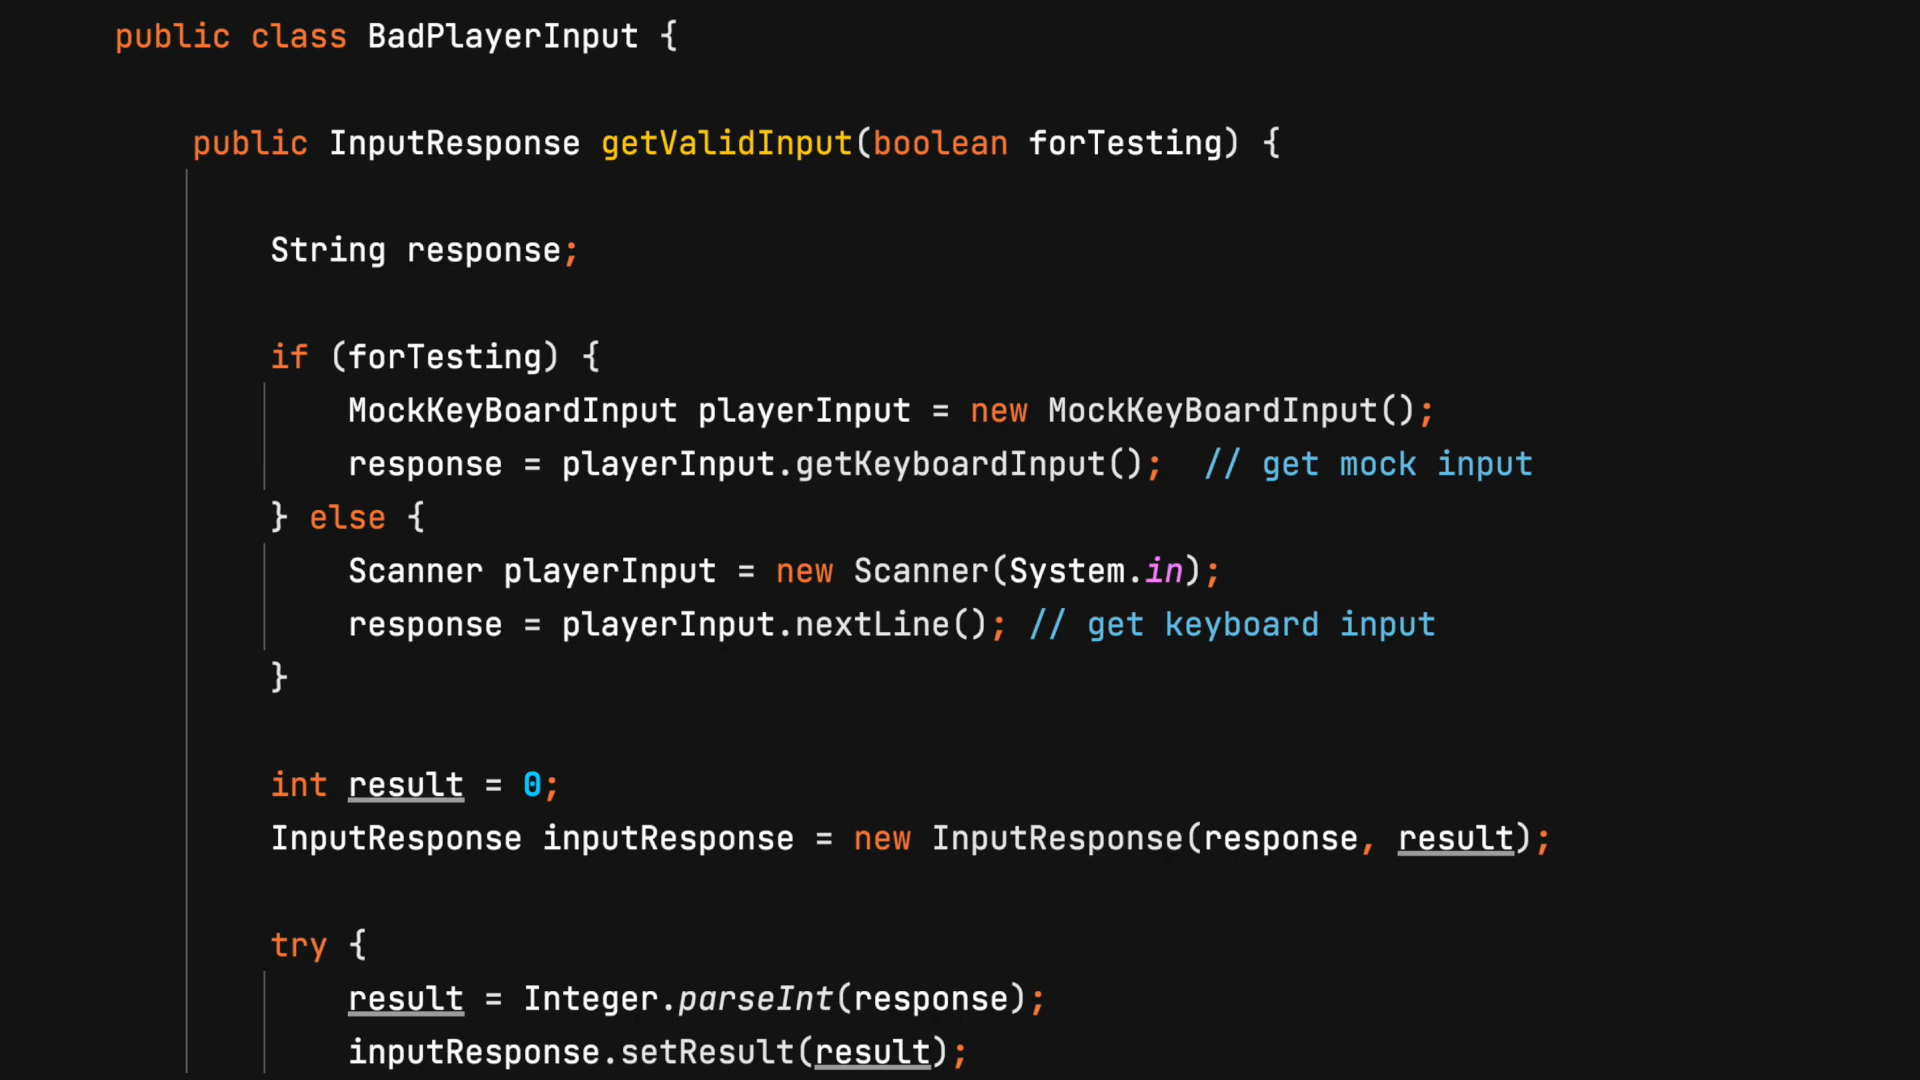 public class BadPlayerInput {
public InputResponse getValidInput(boolean forTesting) {
String response;
if (forTesting) {
MockKeyBoardInput playerInput = new MockKeyBoardInput();
response = playerInput.getKeyboardInput();  // get mock input
} else {
Scanner playerInput = new Scanner(System.in);
response = playerInput.nextLine(); // get keyboard input
}
int result = 0;
InputResponse inputResponse = new InputResponse(response, result);
try {
result = Integer.parseInt(response);
inputResponse.setResult(result);